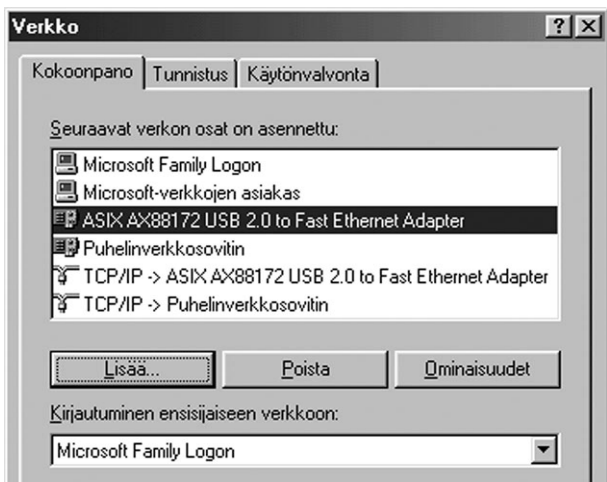 Verkko
Kokoonpano Tunnistus Käytönvalvonta
Seuraavat verkon osat on asennettu:
Microsoft Family Logon
Microsoft-verkkojen asiakas
ASIX AX88172 USB 2.0 to Fast Ethernet Adapter
Puhelinverkkosovitin
TCP/IP -> ASIX AX88172 USB 2.0 to Fast Ethernet Adapter
TCP/IP -> Puhelinverkkosovitin
Lisää... Poista Ominaisuudet
Kirjautuminen ensisijaiseen verkkoon:
Microsoft Family Logon